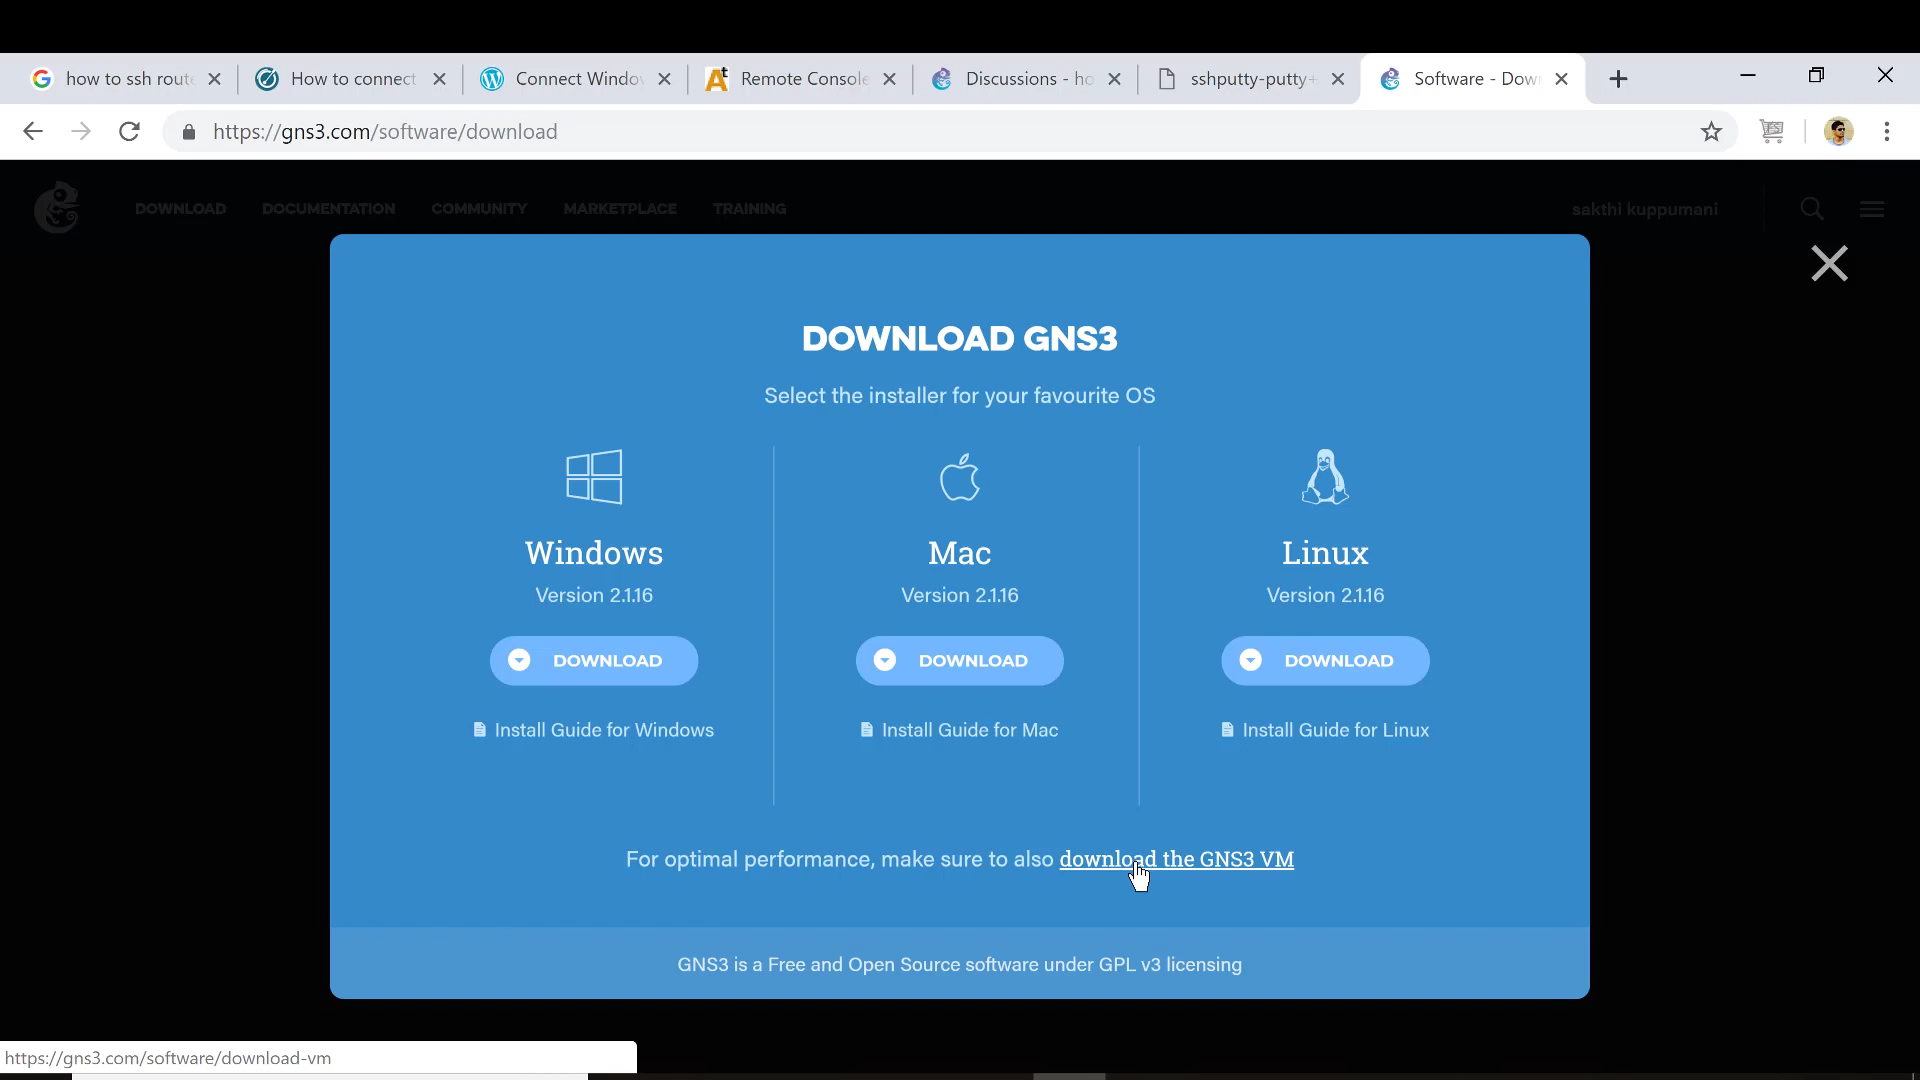 how to ssh route
How to connect
Connect Window
Remote Console
Discussions - ho
sshputty-putty+
Software - Down
https://gns3.com/software/download
DOWNLOAD
DOCUMENTATION
COMMUNITY
MARKETPLACE
TRAINING
sakthi kuppumani
DOWNLOAD GNS3
Select the installer for your favourite OS
Windows
Version 2.1.16
DOWNLOAD
Install Guide for Windows
Mac
Version 2.1.16
DOWNLOAD
Install Guide for Mac
Linux
Version 2.1.16
DOWNLOAD
Install Guide for Linux
For optimal performance, make sure to also download the GNS3 VM
GNS3 is a Free and Open Source software under GPL v3 licensing
https://gns3.com/software/download-vm